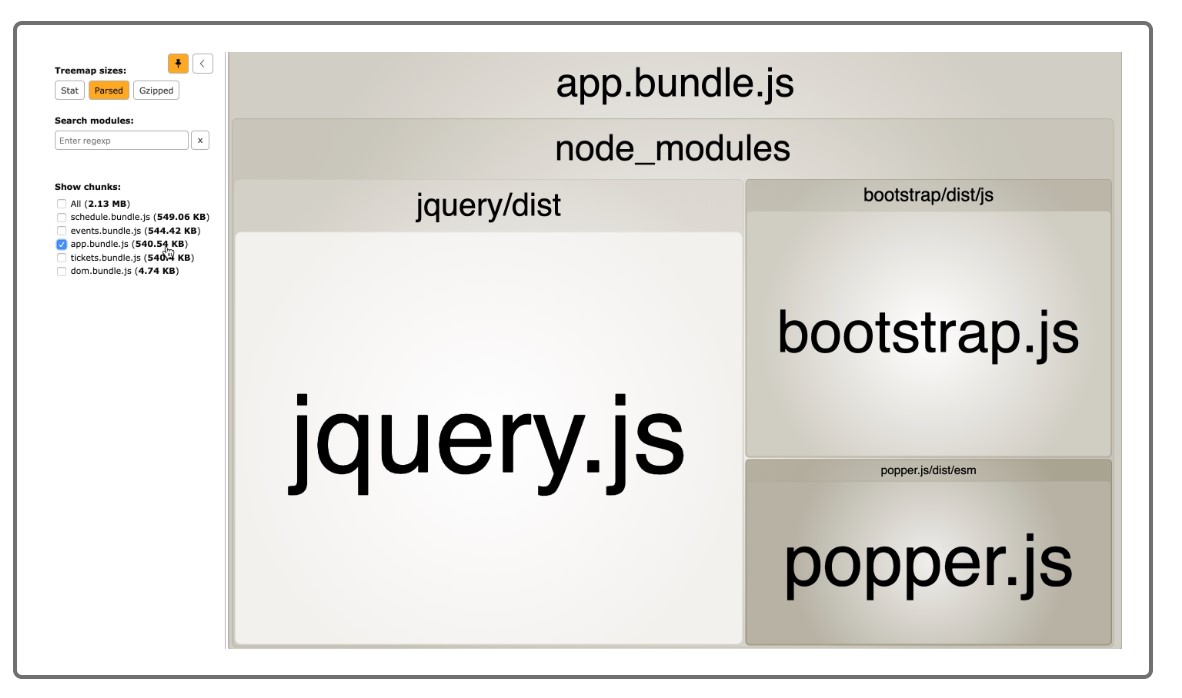 Treemap sizes:
Stat Parsed Gzipped
Search modules:
Enter regexp x
Show chunks:
All (2.13 MB)
schedule.bundle.js (549.06 KB)
events.bundle.js (544.42 KB)
app.bundle.js (540.54 KB)
tickets.bundle.js (540.4 KB)
dom.bundle.js (4.74 KB)
app.bundle.js
node_modules
jquery/dist
jquery.js
bootstrap/dist/js
bootstrap.js
popper.js/dist/esm
popper.js